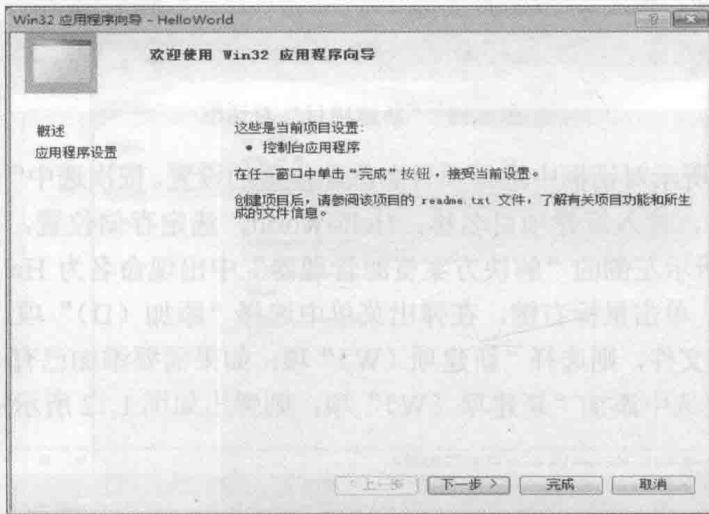 Win32 应用程序向导 - HelloWorld
欢迎使用 Win32 应用程序向导
概述
应用程序设置
这些是当前项目设置:
• 控制台应用程序
在任一窗口中单击“完成”按钮，接受当前设置。
创建项目后，请参阅该项目的 readme.txt 文件，了解有关项目功能和所生
成的文件信息。
< 上一步
下一步 >
完成
取消